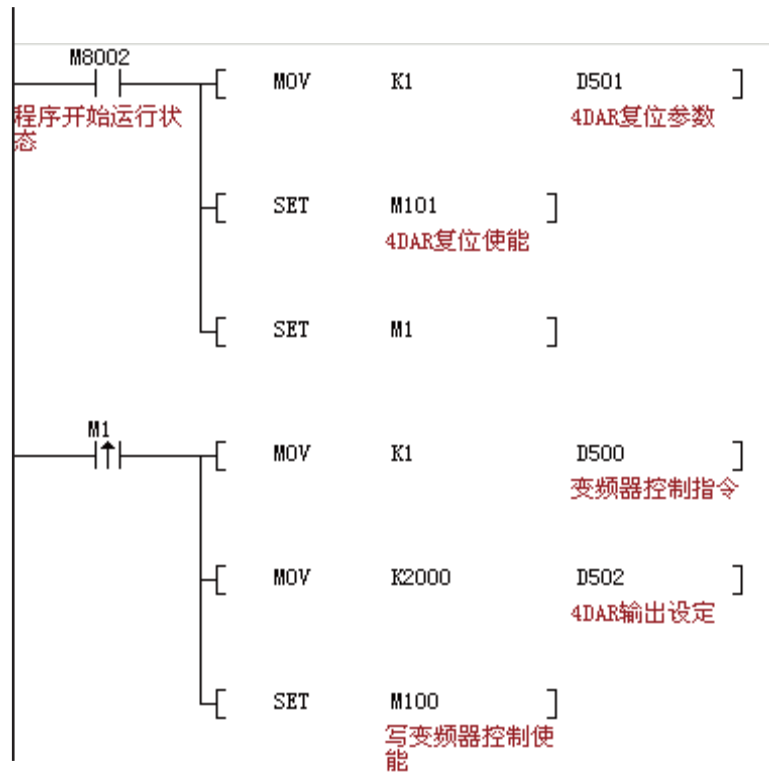 M8002
MOV K1 D501
程序开始运行状
态
4DAR复位参数
SET M101
4DAR复位使能
SET M1
M1
MOV K1 D500
变频器控制指令
MOV K2000 D502
4DAR输出设定
SET M100
写变频器控制使
能